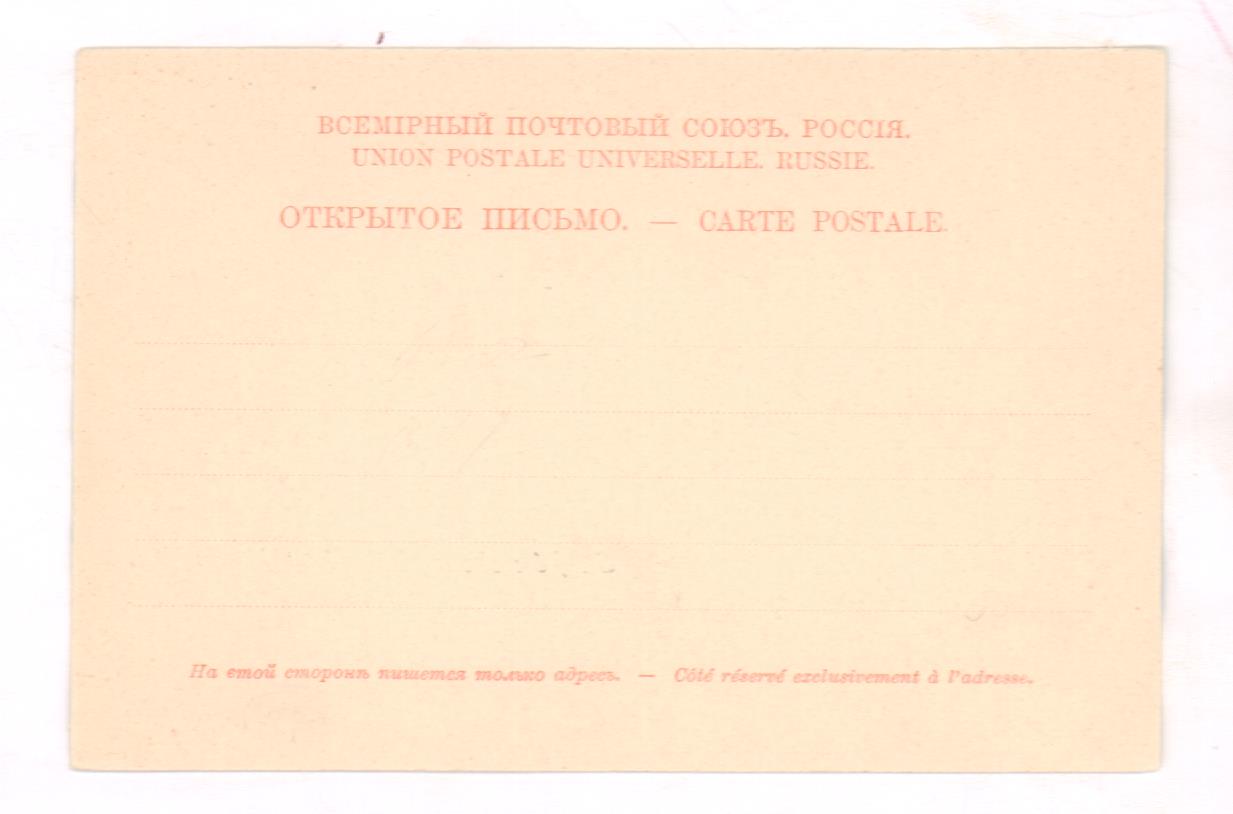 ВСЕМІРНЫЙ ПОЧТОВЫЙ СОЮЗЪ. РОССІЯ.
UNION POSTALE UNIVERSELLE. RUSSIE.
ОТКРЫТОЕ ПИСЬМО. — CARTE POSTALE.
На етой сторонѣ пишется только адресъ. — Côté réservé exclusivement à l'adresse.